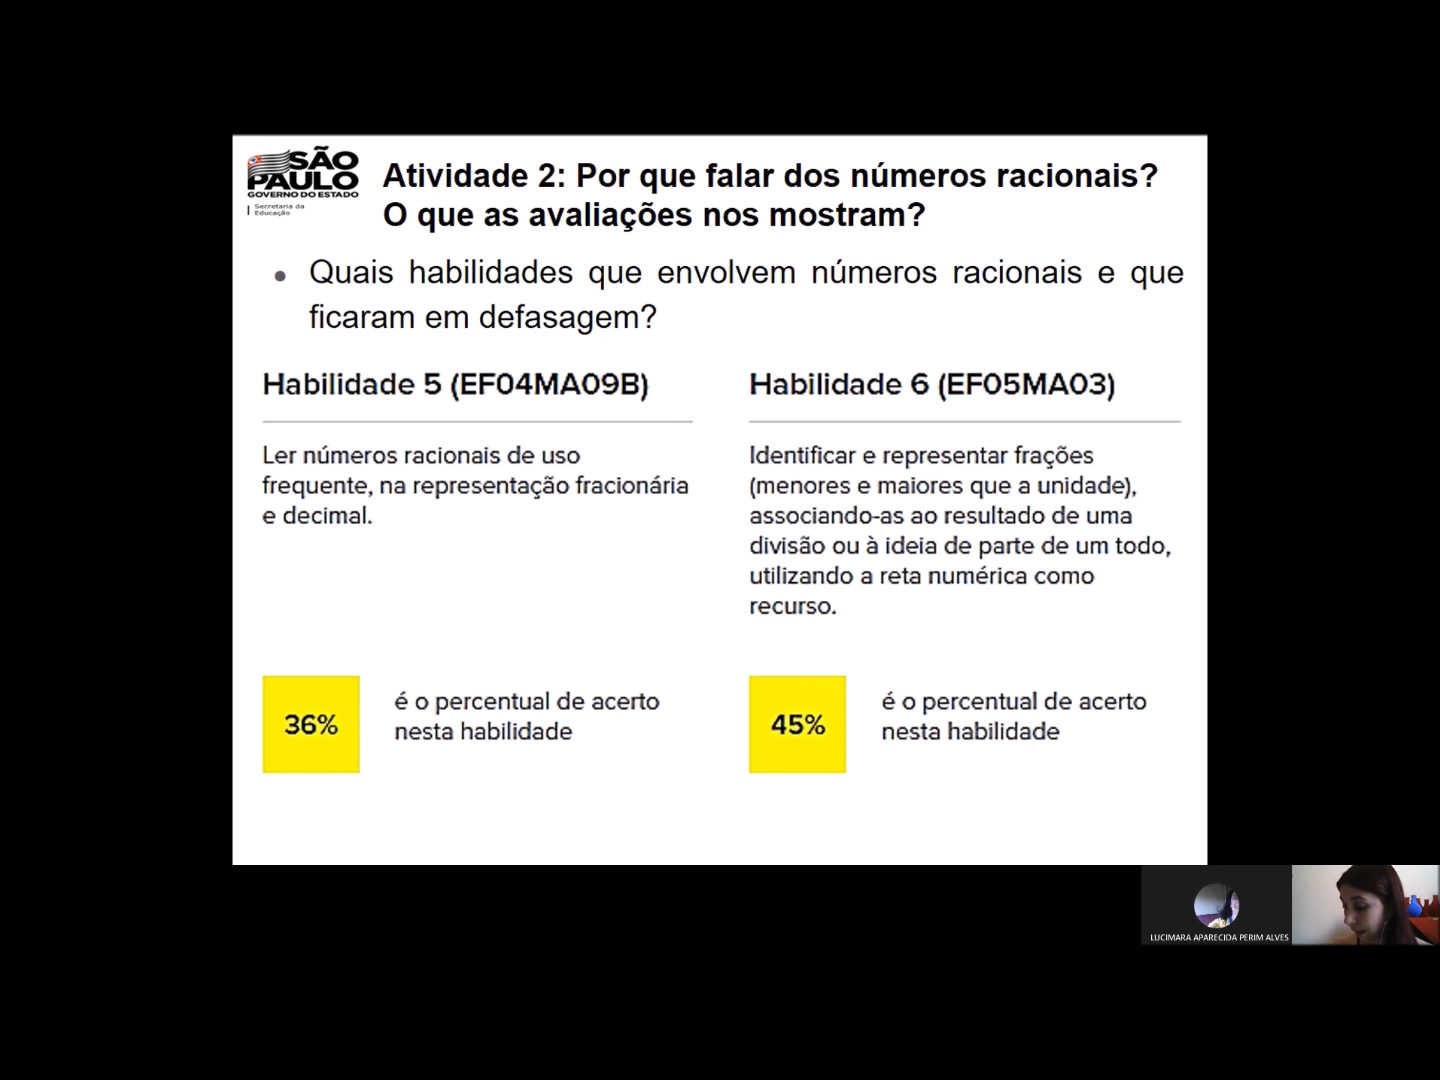 SÃO
PAULO
GOVERNO DO ESTADO
Secretaria da
Educação
Atividade 2: Por que falar dos números racionais?
O que as avaliações nos mostram?
• Quais habilidades que envolvem números racionais e que
ficaram em defasagem?
Habilidade 5 (EF04MA09B)
Ler números racionais de uso
frequente, na representação fracionária
e decimal.
36%
é o percentual de acerto
nesta habilidade
Habilidade 6 (EF05MA03)
Identificar e representar frações
(menores e maiores que a unidade),
associando-as ao resultado de uma
divisão ou à ideia de parte de um todo,
utilizando a reta numérica como
recurso.
45%
é o percentual de acerto
nesta habilidade
LUCIMARA APARECIDA PERIM ALVES